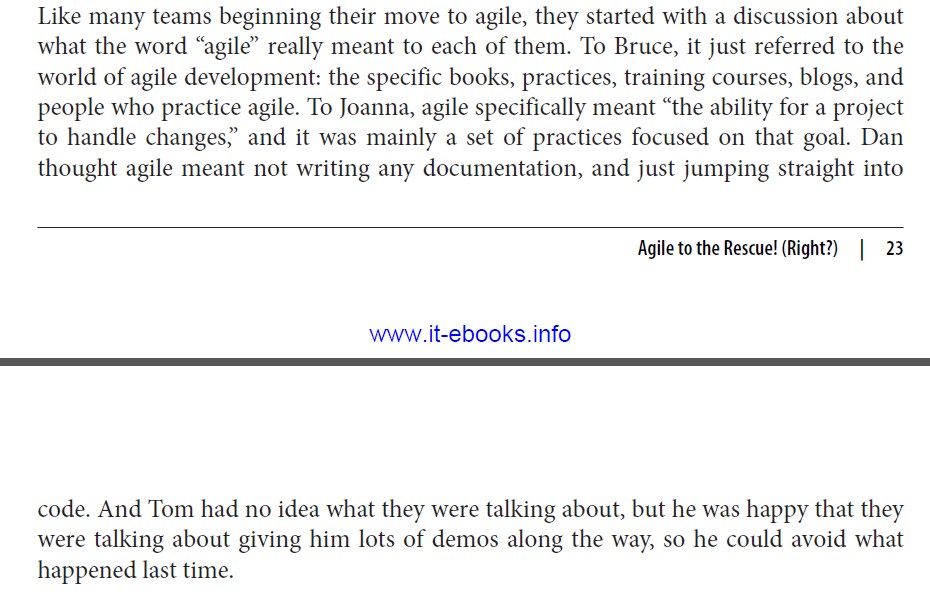 Like many teams beginning their move to agile, they started with a discussion about
what the word “agile” really meant to each of them. To Bruce, it just referred to the
world of agile development: the specific books, practices, training courses, blogs, and
people who practice agile. To Joanna, agile specifically meant “the ability for a project
to handle changes,” and it was mainly a set of practices focused on that goal. Dan
thought agile meant not writing any documentation, and just jumping straight into
Agile to the Rescue! (Right?) | 23
www.it-ebooks.info
code. And Tom had no idea what they were talking about, but he was happy that they
were talking about giving him lots of demos along the way, so he could avoid what
happened last time.